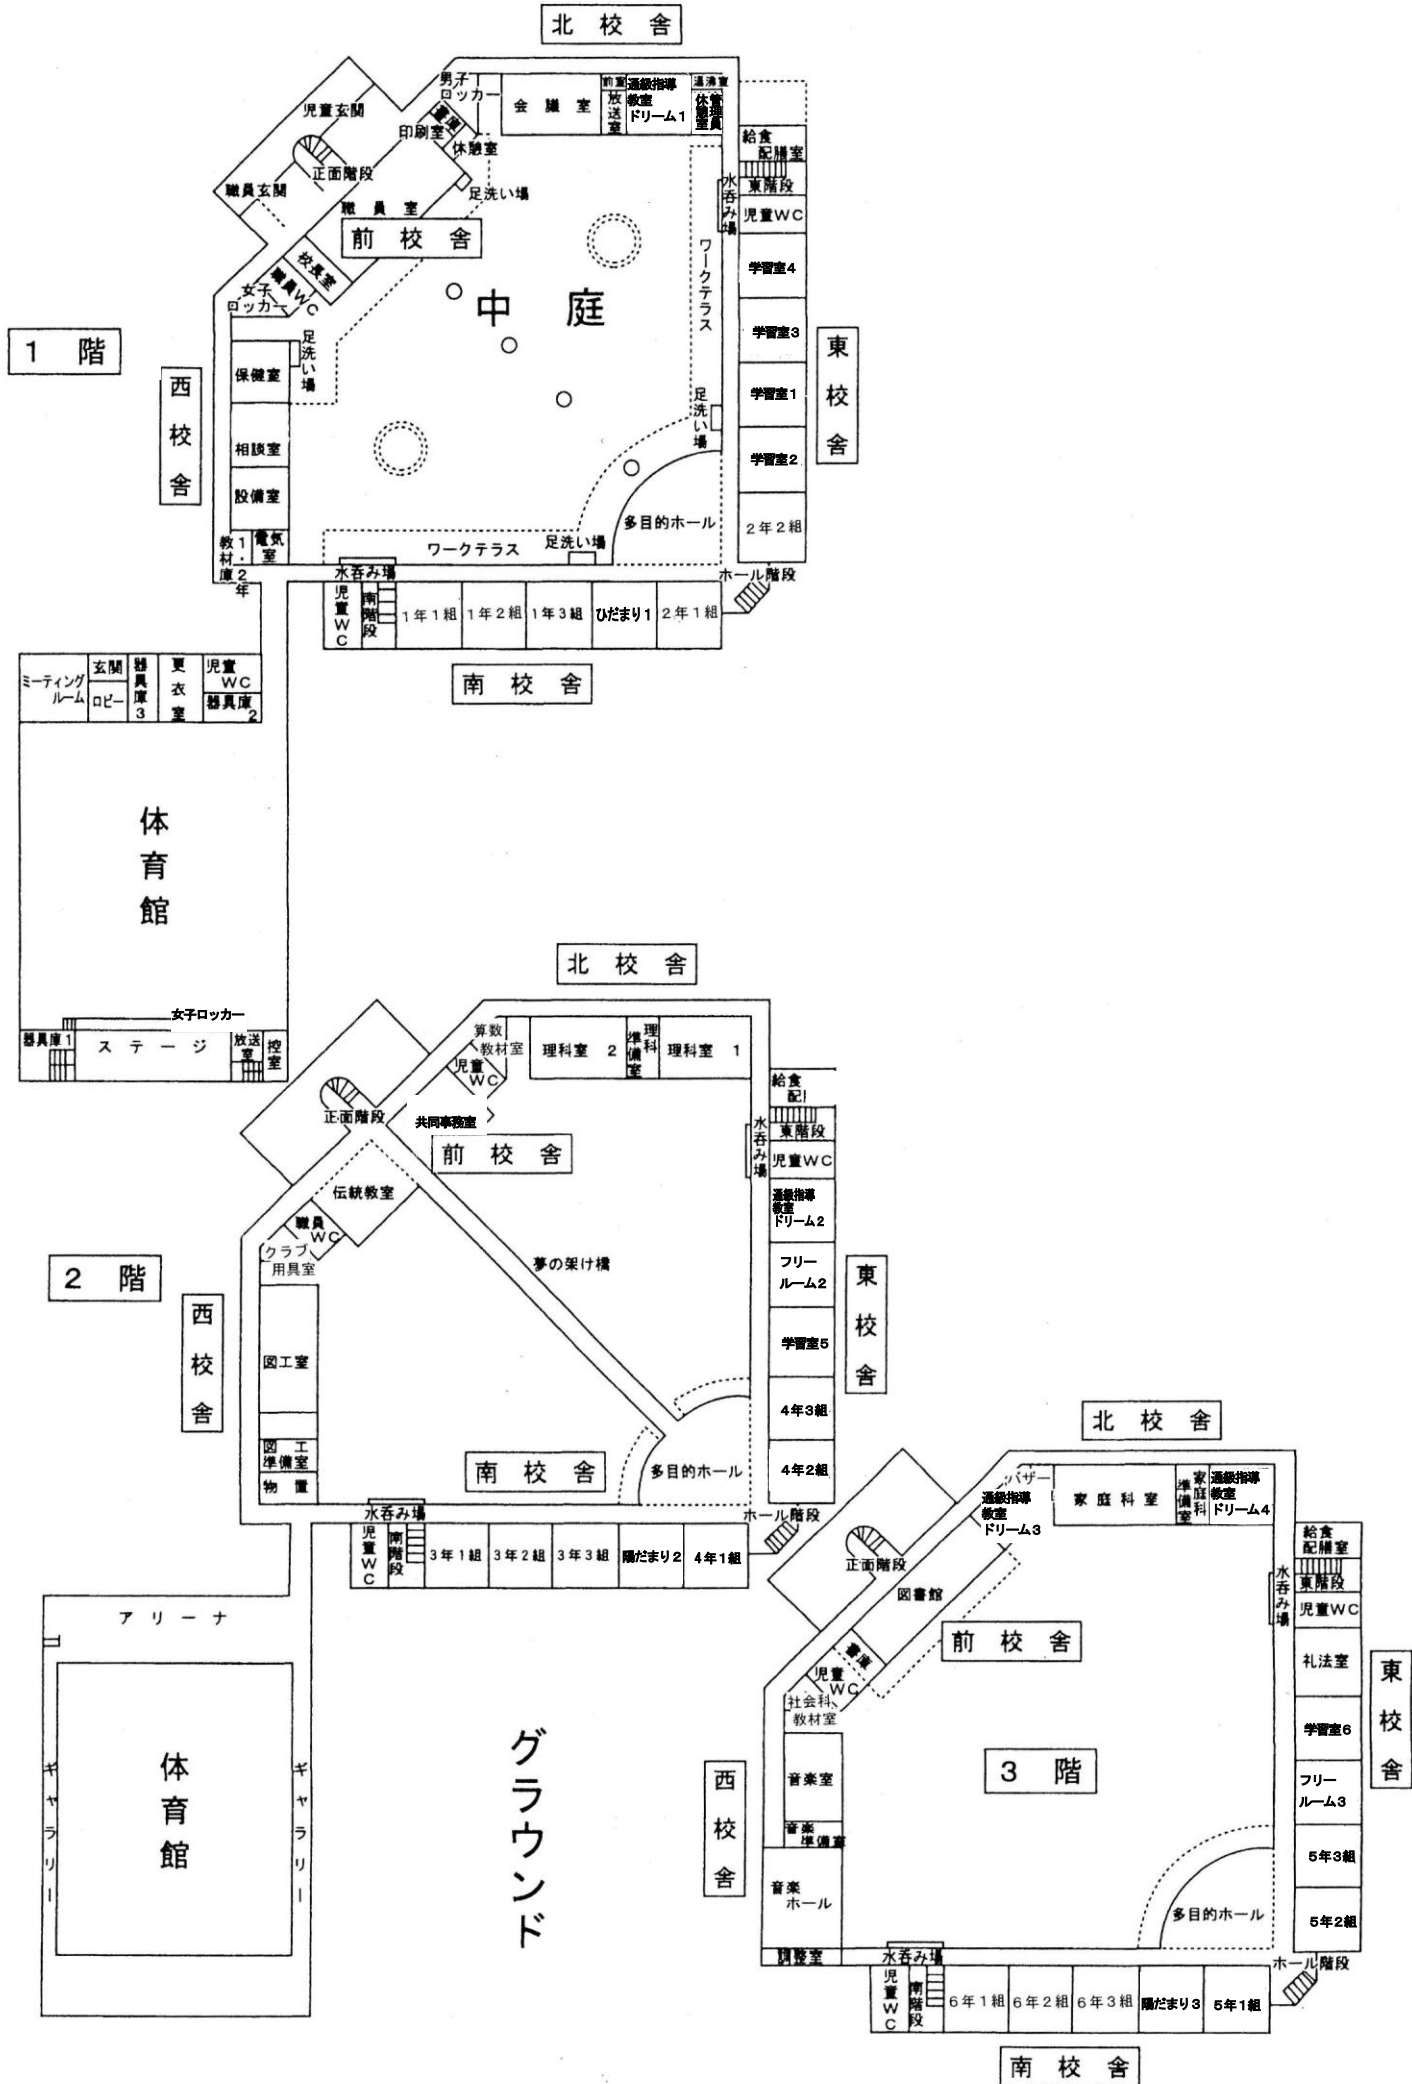 北校舎
男子
ロッカー
会議室
前室
放送室
通級指導
教室
ドリーム1
湯沸室
管理員
休憩室
児童玄関
書庫
印刷室
休憩室
正面階段
職員玄関
足洗い場
職員室
前校舎
給食
配膳室
東階段
水呑み場
児童WC
校長室
職員WC
女子
ロッカー
ワークテラス
学習室4
中庭
1階
学習室3
東校舎
足洗い場
保健室
西校舎
学習室1
足洗い場
相談室
学習室2
設備室
多目的ホール
2年2組
教材庫
1・2年
電気室
ワークテラス
足洗い場
水呑み場
ホール階段
児童WC
南階段
1年1組
1年2組
1年3組
ひだまり1
2年1組
南校舎
ミーティング
ルーム
玄関
ロビー
器具庫3
更衣室
児童
WC
器具庫
2
体育館
女子ロッカー
器具庫1
ステージ
放送室
控室
北校舎
算数
教材室
児童
WC
理科室 2
理科
準備室
理科室 1
給食
配
正面階段
共同事務室
前校舎
水呑み場
東階段
児童WC
伝統教室
通級指導
教室
ドリーム2
職員
WC
クラブ
用具室
夢の架け橋
フリー
ルーム2
2階
東校舎
西校舎
学習室5
図工室
4年3組
図工
準備室
南校舎
多目的ホール
4年2組
物置
水呑み場
ホール階段
児童WC
南階段
3年1組
3年2組
3年3組
陽だまり2
4年1組
アリーナ
ギャラリー
体育館
ギャラリー
グラウンド
北校舎
バザー
通級指導
教室
ドリーム3
家庭科室
家庭科
準備室
通級指導
教室
ドリーム4
給食
配膳室
正面階段
東階段
水呑み場
図書館
児童WC
前校舎
書庫
児童
WC
礼法室
社会科
教材室
東校舎
学習室6
3階
西校舎
音楽室
フリー
ルーム3
音楽
準備室
5年3組
音楽
ホール
多目的ホール
5年2組
調整室
水呑み場
ホール階段
児童WC
南階段
6年1組
6年2組
6年3組
陽だまり3
5年1組
南校舎